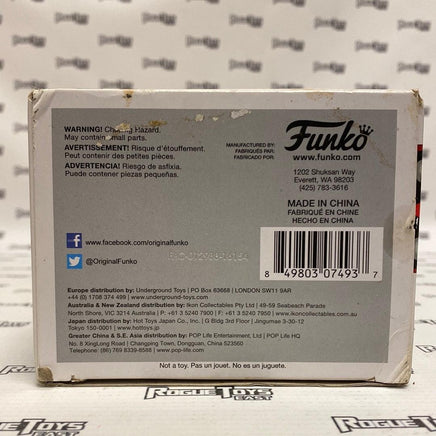 WARNING! Choking Hazard.
May contain small parts.
AVERTISSEMENT! Risque d'étouffement.
Peut contenir des petites pièces.
ADVERTENCIA! Riesgo de asfixia.
Puede contener piezas pequeñas.
MANUFACTURED BY:
FABRIQUÉ PAR:
FABRICADO POR:
Funko
www.funko.com
1202 Shuksan Way
Everett, WA 98203
(425) 783-3616
MADE IN CHINA
FABRIQUÉ EN CHINE
HECHO EN CHINA
www.facebook.com/originalfunko
@OriginalFunko
8 49803 07493 7
Europe distribution by: Underground Toys | PO Box 63668 | LONDON SW11 9AR
+44 (0) 1708 374 499 | www.underground-toys.com
Australia & New Zealand distribution by: Ikon Collectables Pty Ltd | 49-59 Seabeach Parade
North Shore, VIC 3214 Australia | P: +61 3 5240 7900 | F: +61 3 5240 7950 | www.ikoncollectables.com.au
Japan distribution by: Hot Toys Japan Co., Inc. | G Bldg 3rd Floor | Jingumae 3-30-12
Tokyo 150-0001 | www.hottoys.jp
Greater China & S.E. Asia distribution by: POP Life Entertainment, Ltd | POP Life HQ
No. 8 XingLong Road | Changping Town, Dongguan, China 523560
Telephone: (86) 769 8339-8588 | www.pop-life.com
Not a toy. Pas un jouet. No es un juguete.
ROGUE TOYS
EAST